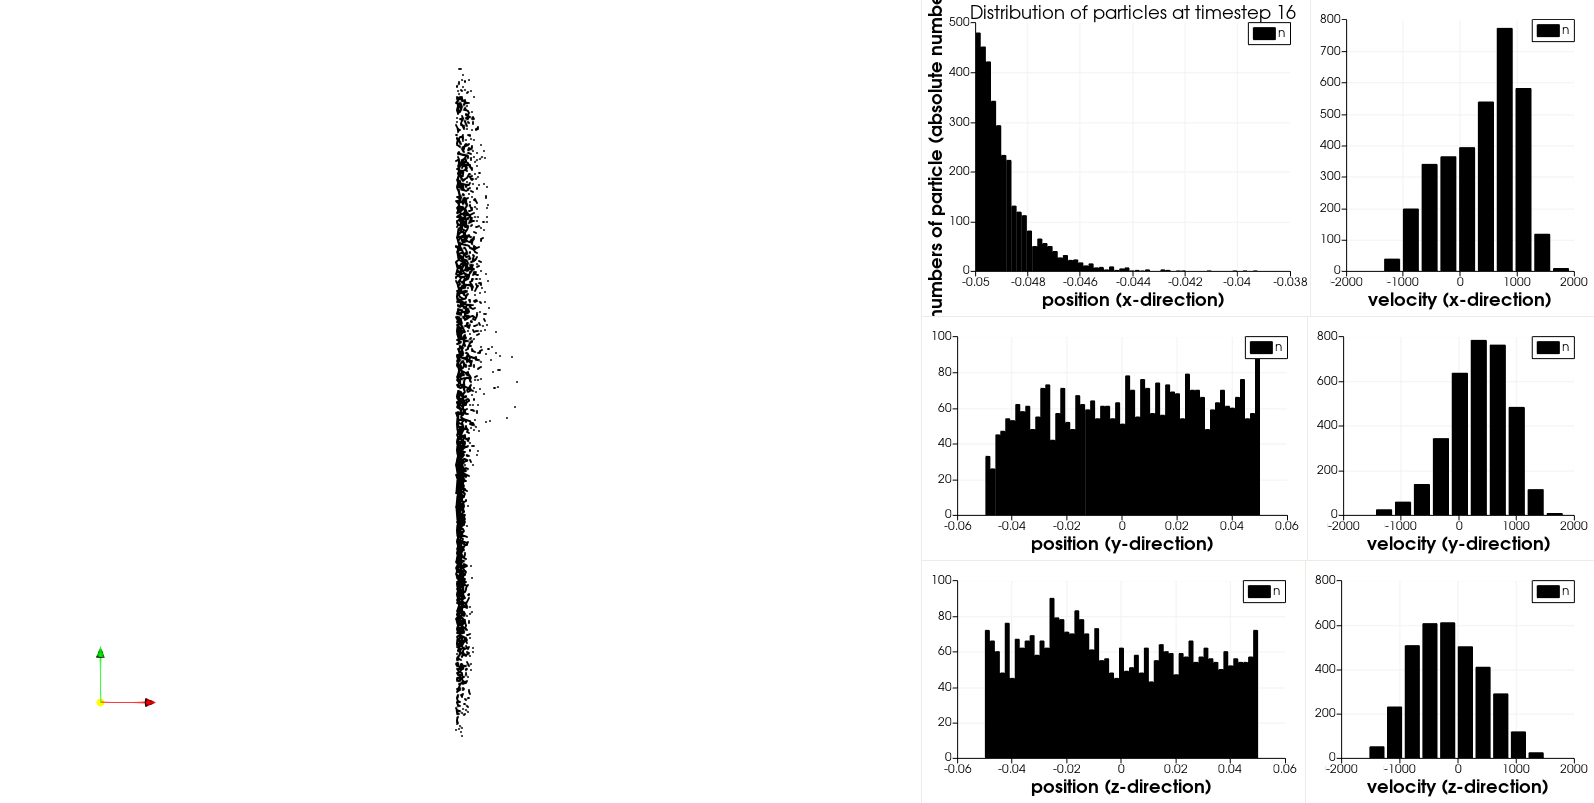 Distribution of particles at timestep 16
numbers of particle (absolute numbe
500
400
300
200
100
0
n
-0.05 -0.048 -0.046 -0.044 -0.042 -0.04 -0.038
position (x-direction)
800
700
600
500
400
300
200
100
0
n
-2000 -1000 0 1000 2000
velocity (x-direction)
100
80
60
40
20
0
n
-0.06 -0.04 -0.02 0 0.02 0.04 0.06
position (y-direction)
800
600
400
200
0
n
-2000 -1000 0 1000 2000
velocity (y-direction)
100
80
60
40
20
0
n
-0.06 -0.04 -0.02 0 0.02 0.04 0.06
position (z-direction)
800
600
400
200
0
n
-2000 -1000 0 1000 2000
velocity (z-direction)